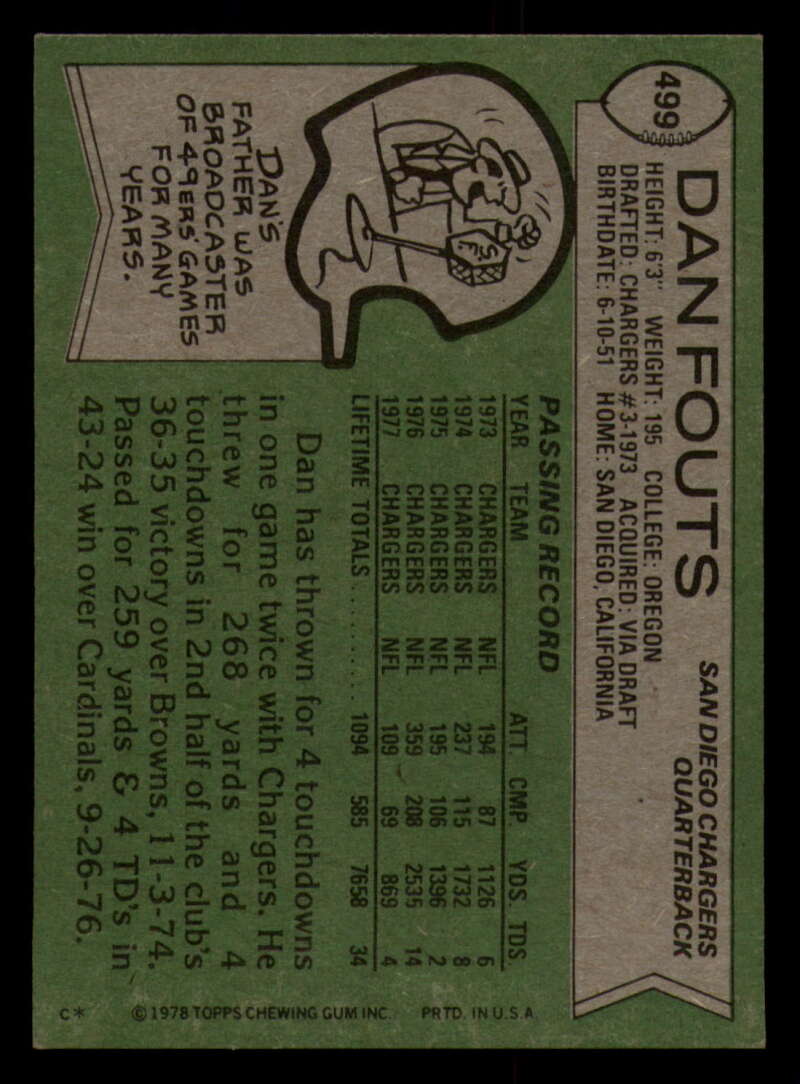 499
DAN FOUTS
SAN DIEGO CHARGERS
QUARTERBACK
HEIGHT: 6'3" WEIGHT: 195 COLLEGE: OREGON
DRAFTED: CHARGERS #3-1973 ACQUIRED: VIA DRAFT
BIRTHDATE: 6-10-51 HOME: SAN DIEGO, CALIFORNIA
S.F.
DAN'S
FATHER WAS
BROADCASTER
OF 49ERS' GAMES
FOR MANY
YEARS.
PASSING RECORD
YEAR TEAM ATT. CMP. YDS. TDS.
1973 CHARGERS NFL 194 87 1126 6
1974 CHARGERS NFL 237 115 1732 8
1975 CHARGERS NFL 195 106 1396 2
1976 CHARGERS NFL 359 208 2535 14
1977 CHARGERS NFL 109 69 869 4
LIFETIME TOTALS .......... 1094 585 7658 34
Dan has thrown for 4 touchdowns
in one game twice with Chargers. He
threw for 268 yards and 4
touchdowns in 2nd half of the club's
36-35 victory over Browns, 11-3-74.
Passed for 259 yards & 4 TD's in
43-24 win over Cardinals, 9-26-76.
C* © 1978 TOPPS CHEWING GUM INC. PRTD. IN U.S.A.